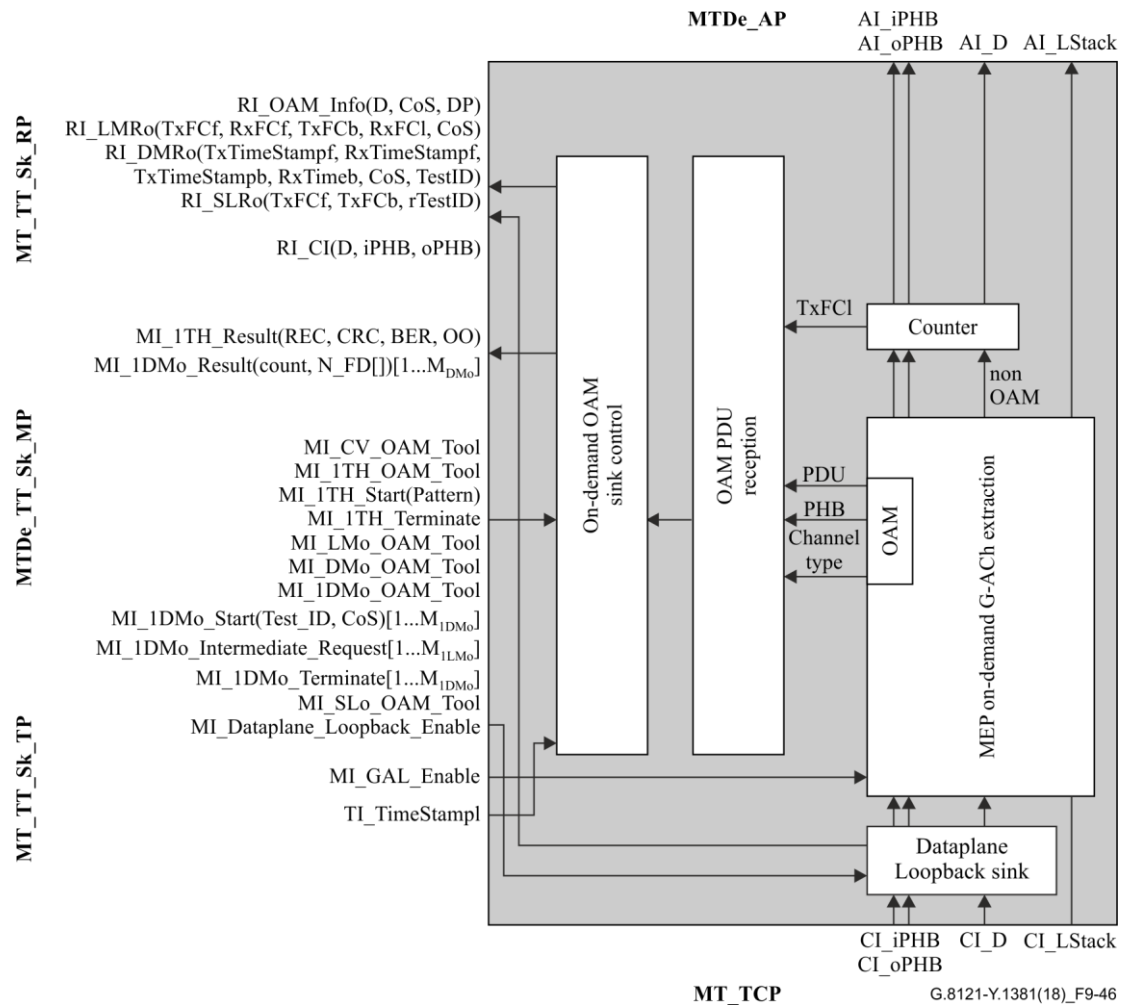 MTDe_AP
AI_iPHB
AI_oPHB
AI_D
AI_LStack
MT_TT_Sk_RP
RI_OAM_Info(D, CoS, DP)
RI_LMRo(TxFCf, RxFCf, TxFCb, RxFCl, CoS)
RI_DMRo(TxTimeStampf, RxTimeStampf,
TxTimeStampb, RxTimeb, CoS, TestID)
RI_SLRo(TxFCf, TxFCb, rTestID)
RI_CI(D, iPHB, oPHB)
MTDe_TT_Sk_MP
MI_1TH_Result(REC, CRC, BER, OO)
MI_1DMo_Result(count, N_FD[])[1...M_DMo]
MI_CV_OAM_Tool
MI_1TH_OAM_Tool
MI_1TH_Start(Pattern)
MI_1TH_Terminate
MI_LMo_OAM_Tool
MI_DMo_OAM_Tool
MI_1DMo_OAM_Tool
MI_1DMo_Start(Test_ID, CoS)[1...M_1DMo]
MI_1DMo_Intermediate_Request[1...M_1LMo]
MI_1DMo_Terminate[1...M_1DMo]
MI_SLo_OAM_Tool
MI_Dataplane_Loopback_Enable
MI_GAL_Enable
MT_TT_Sk_TP
TI_TimeStampl
On-demand OAM
sink control
OAM PDU
reception
TxFCl
Counter
non
OAM
PDU
PHB
Channel
type
OAM
MEP on-demand G-ACh extraction
Dataplane
Loopback sink
CI_iPHB
CI_oPHB
CI_D
CI_LStack
MT_TCP
G.8121-Y.1381(18)_F9-46